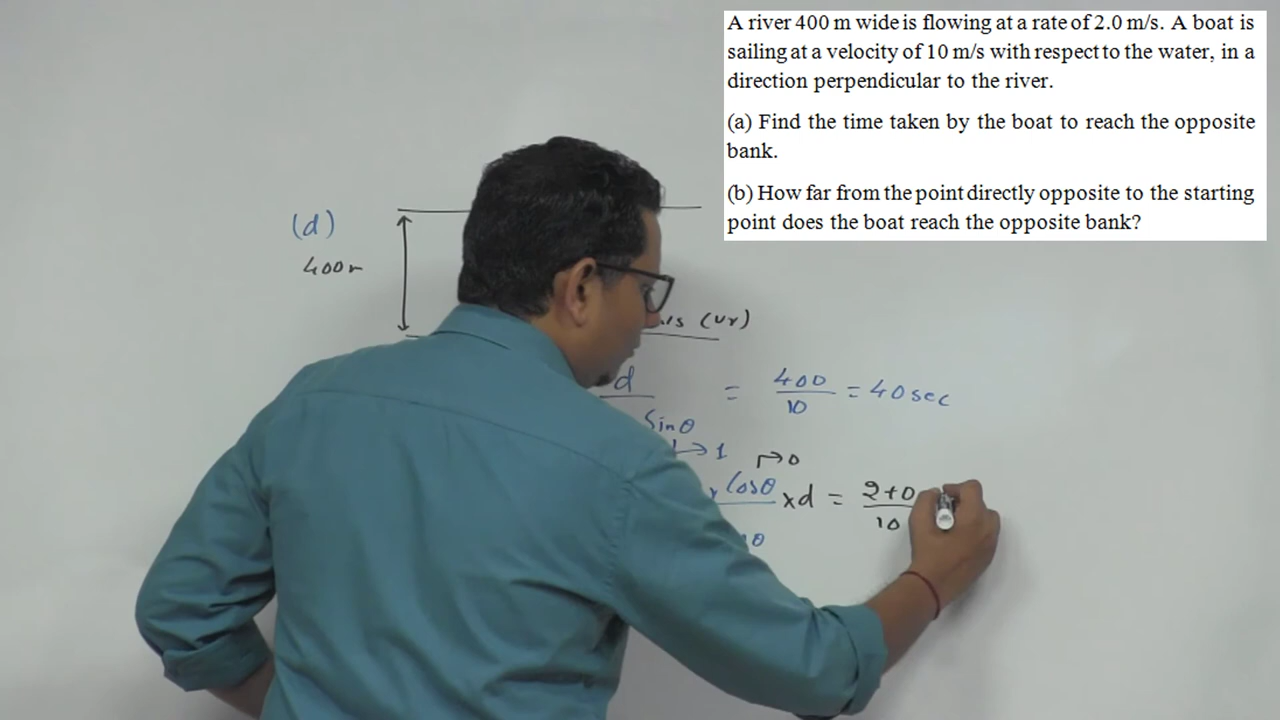 A river 400 m wide is flowing at a rate of 2.0 m/s. A boat is
sailing at a velocity of 10 m/s with respect to the water, in a
direction perpendicular to the river.
(a) Find the time taken by the boat to reach the opposite
bank.
(b) How far from the point directly opposite to the starting
point does the boat reach the opposite bank?
(d)
400m
m/s (vr)
d / sinθ = 400/10 = 40 sec
→ 1
→ 0
cosθ × d = 2+0/10
θ